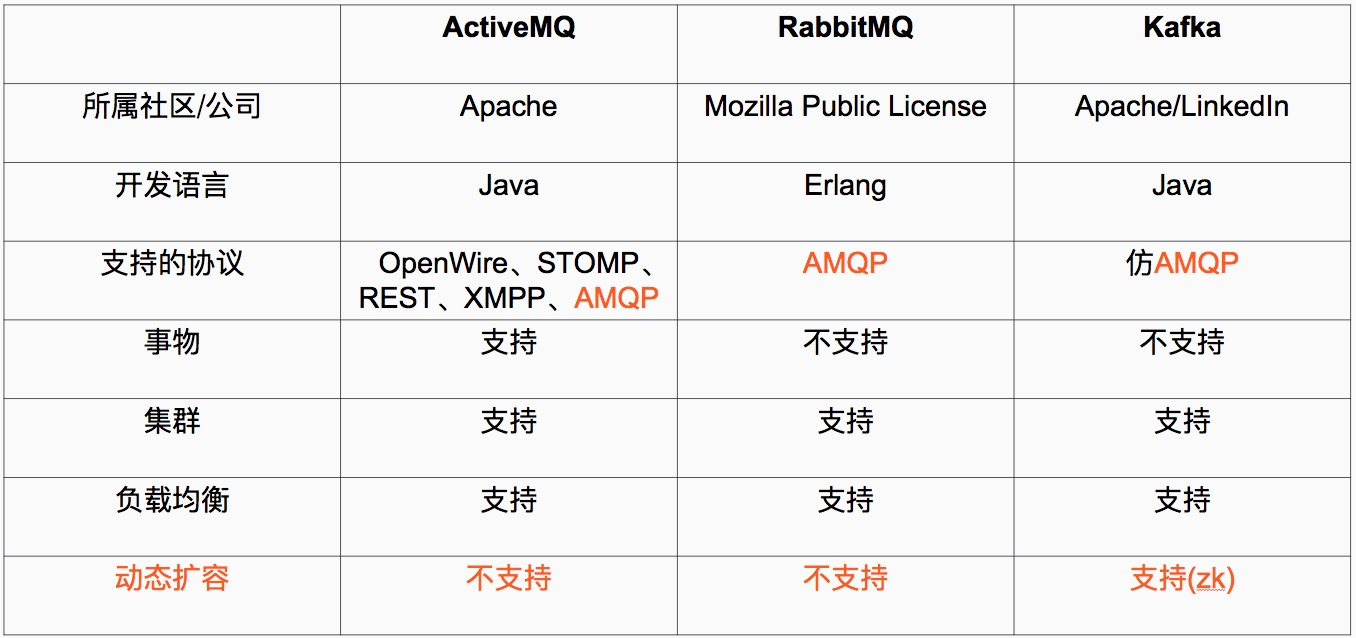 ActiveMQ RabbitMQ Kafka
所属社区/公司 Apache Mozilla Public License Apache/LinkedIn
开发语言 Java Erlang Java
支持的协议 OpenWire、STOMP、 AMQP 仿AMQP
REST、XMPP、AMQP
事物 支持 不支持 不支持
集群 支持 支持 支持
负载均衡 支持 支持 支持
动态扩容 不支持 不支持 支持(zk)